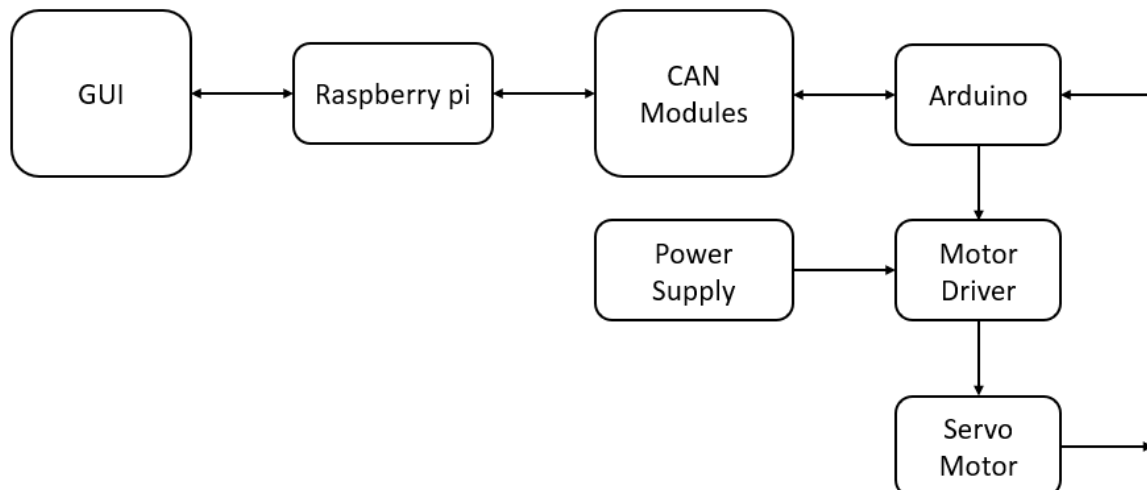 GUI
Raspberry pi
CAN
Modules
Arduino
Power
Supply
Motor
Driver
Servo
Motor